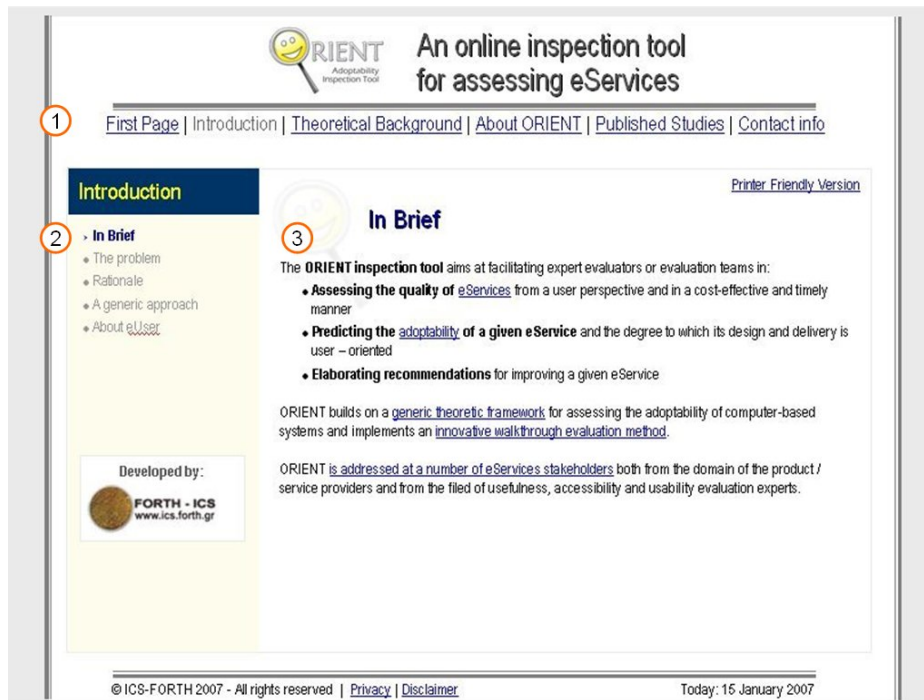 ORIENT
Adoptability
Inspection Tool
An online inspection tool
for assessing eServices
1
First Page | Introduction | Theoretical Background | About ORIENT | Published Studies | Contact info
Introduction
Printer Friendly Version
2
› In Brief
• The problem
• Rationale
• A generic approach
• About eUser
In Brief
3
The ORIENT inspection tool aims at facilitating expert evaluators or evaluation teams in:
• Assessing the quality of eServices from a user perspective and in a cost-effective and timely
manner
• Predicting the adoptability of a given eService and the degree to which its design and delivery is
user – oriented
• Elaborating recommendations for improving a given eService
ORIENT builds on a generic theoretic framework for assessing the adoptability of computer-based
systems and implements an innovative walkthrough evaluation method.
ORIENT is addressed at a number of eServices stakeholders both from the domain of the product /
service providers and from the filed of usefulness, accessibility and usability evaluation experts.
Developed by:
FORTH - ICS
www.ics.forth.gr
© ICS-FORTH 2007 - All rights reserved | Privacy | Disclaimer
Today: 15 January 2007